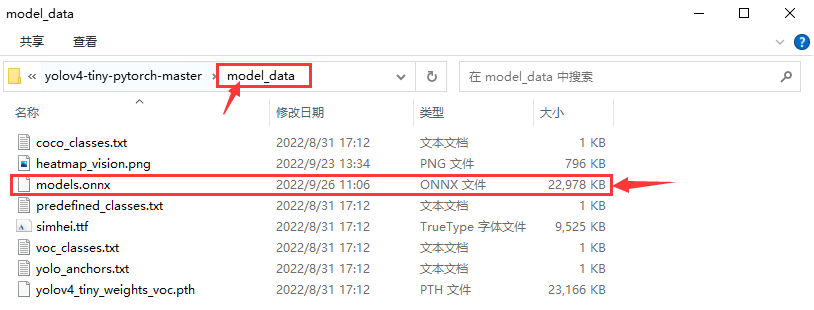 model_data
共享 查看
« yolov4-tiny-pytorch-master › model_data 在 model_data 中搜索
名称 修改日期 类型 大小
coco_classes.txt 2022/8/31 17:12 文本文档 1 KB
heatmap_vision.png 2022/9/23 13:34 PNG 文件 796 KB
models.onnx 2022/9/26 11:06 ONNX 文件 22,978 KB
predefined_classes.txt 2022/8/31 17:12 文本文档 1 KB
simhei.ttf 2022/8/31 17:12 TrueType 字体文件 9,525 KB
voc_classes.txt 2022/8/31 17:12 文本文档 1 KB
yolo_anchors.txt 2022/8/31 17:12 文本文档 1 KB
yolov4_tiny_weights_voc.pth 2022/8/31 17:12 PTH 文件 23,166 KB